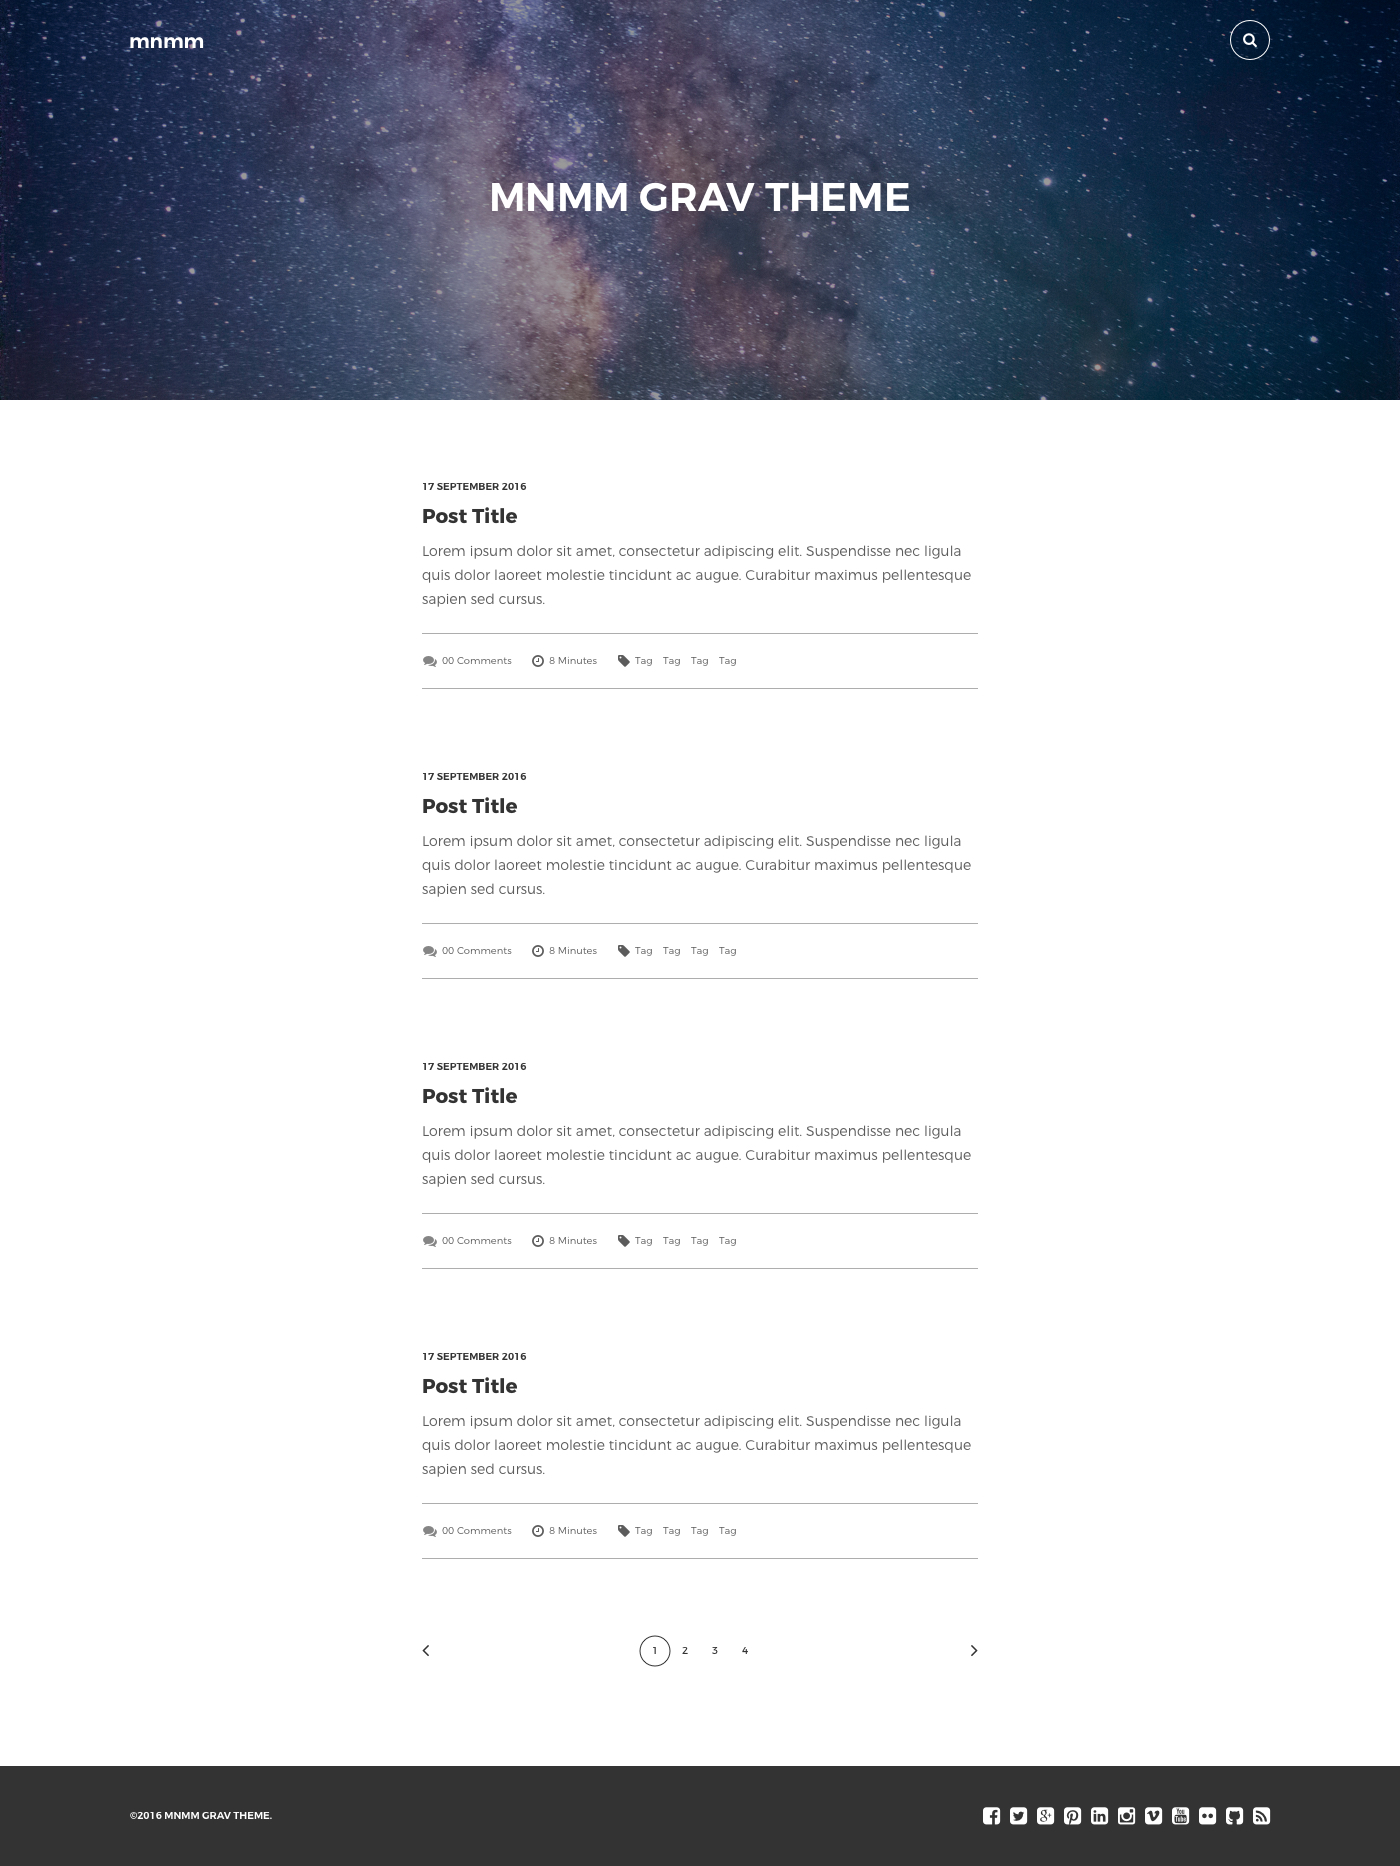 mnmm
MNMM GRAV THEME
17 SEPTEMBER 2016
Post Title
Lorem ipsum dolor sit amet, consectetur adipiscing elit. Suspendisse nec ligula
quis dolor laoreet molestie tincidunt ac augue. Curabitur maximus pellentesque
sapien sed cursus.
00 Comments 8 Minutes Tag Tag Tag Tag
17 SEPTEMBER 2016
Post Title
Lorem ipsum dolor sit amet, consectetur adipiscing elit. Suspendisse nec ligula
quis dolor laoreet molestie tincidunt ac augue. Curabitur maximus pellentesque
sapien sed cursus.
00 Comments 8 Minutes Tag Tag Tag Tag
17 SEPTEMBER 2016
Post Title
Lorem ipsum dolor sit amet, consectetur adipiscing elit. Suspendisse nec ligula
quis dolor laoreet molestie tincidunt ac augue. Curabitur maximus pellentesque
sapien sed cursus.
00 Comments 8 Minutes Tag Tag Tag Tag
17 SEPTEMBER 2016
Post Title
Lorem ipsum dolor sit amet, consectetur adipiscing elit. Suspendisse nec ligula
quis dolor laoreet molestie tincidunt ac augue. Curabitur maximus pellentesque
sapien sed cursus.
00 Comments 8 Minutes Tag Tag Tag Tag
1 2 3 4
©2016 MNMM GRAV THEME.